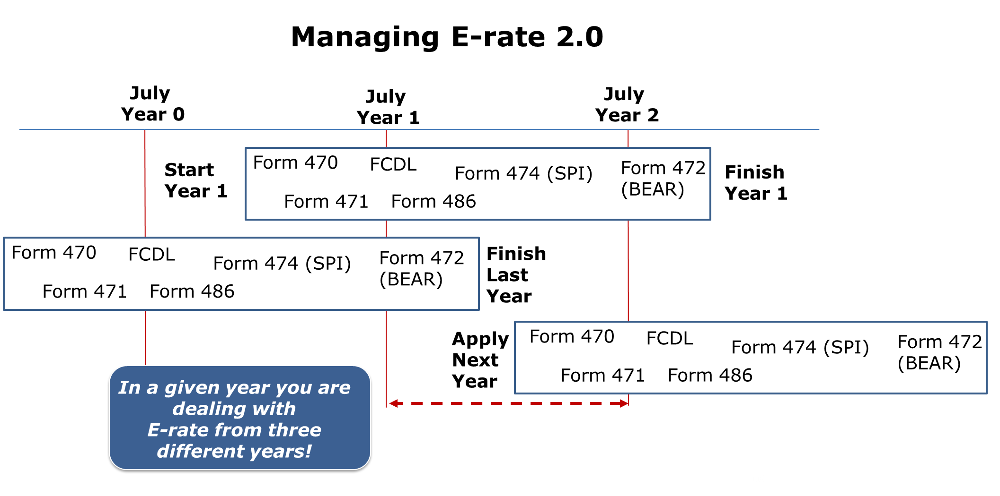 Managing E-rate 2.0
July
Year 0
July
Year 1
July
Year 2
Start
Year 1
Form 470
FCDL
Form 474 (SPI)
Form 472
(BEAR)
Form 471
Form 486
Finish
Year 1
Form 470
FCDL
Form 474 (SPI)
Form 472
(BEAR)
Form 471
Form 486
Finish
Last
Year
Apply
Next
Year
Form 470
FCDL
Form 474 (SPI)
Form 472
(BEAR)
Form 471
Form 486
In a given year you are
dealing with
E-rate from three
different years!